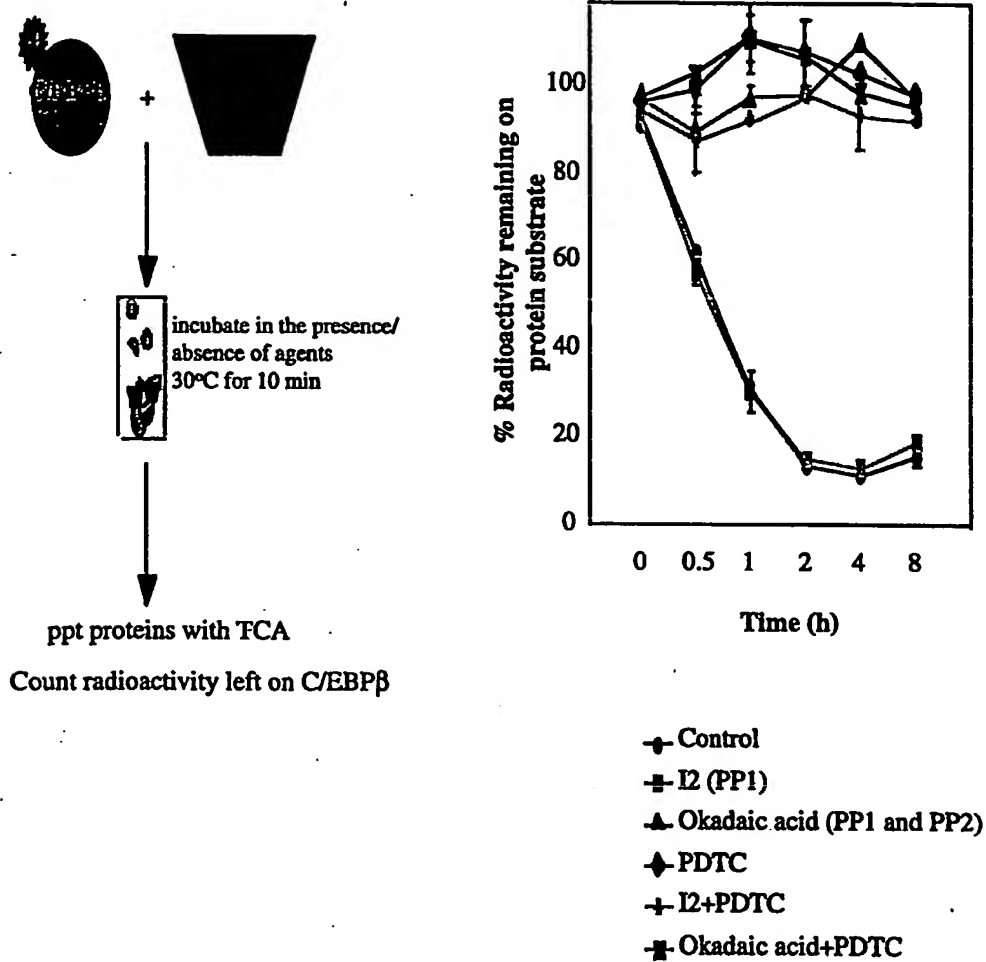 +
incubate in the presence/
absence of agents
30°C for 10 min
ppt proteins with TCA
Count radioactivity left on C/EBPβ
% Radioactivity remaining on
protein substrate
100
80
60
40
20
0
0 0.5 1 2 4 8
Time (h)
Control
I2 (PP1)
Okadaic acid (PP1 and PP2)
PDTC
I2+PDTC
Okadaic acid+PDTC